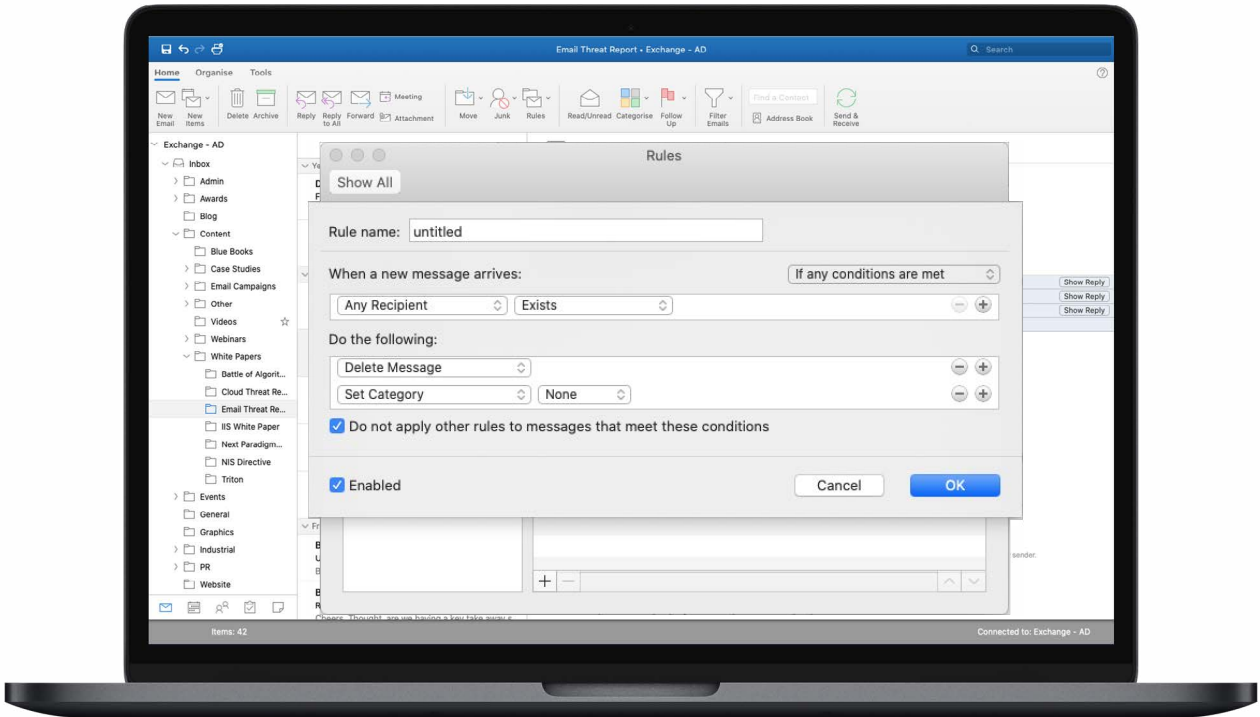 Email Threat Report • Exchange - AD
Search
Home Organise Tools
New Email
New Items
Delete
Archive
Reply
Reply to All
Forward
Meeting
Attachment
Move
Junk
Rules
Read/Unread
Categorise
Follow Up
Filter Emails
Find a Contact
Address Book
Send & Receive
Exchange - AD
Inbox
Admin
Awards
Blog
Content
Blue Books
Case Studies
Email Campaigns
Other
Videos
Webinars
White Papers
Battle of Algorit...
Cloud Threat Re...
Email Threat Re...
IIS White Paper
Next Paradigm...
NIS Directive
Triton
Events
General
Graphics
Industrial
PR
Website
Items: 42
Rules
Show All
Rule name: untitled
When a new message arrives: If any conditions are met
Any Recipient Exists
Do the following:
Delete Message
Set Category None
Do not apply other rules to messages that meet these conditions
Enabled
Cancel OK
Show Reply
Show Reply
Show Reply
sender.
Connected to: Exchange - AD